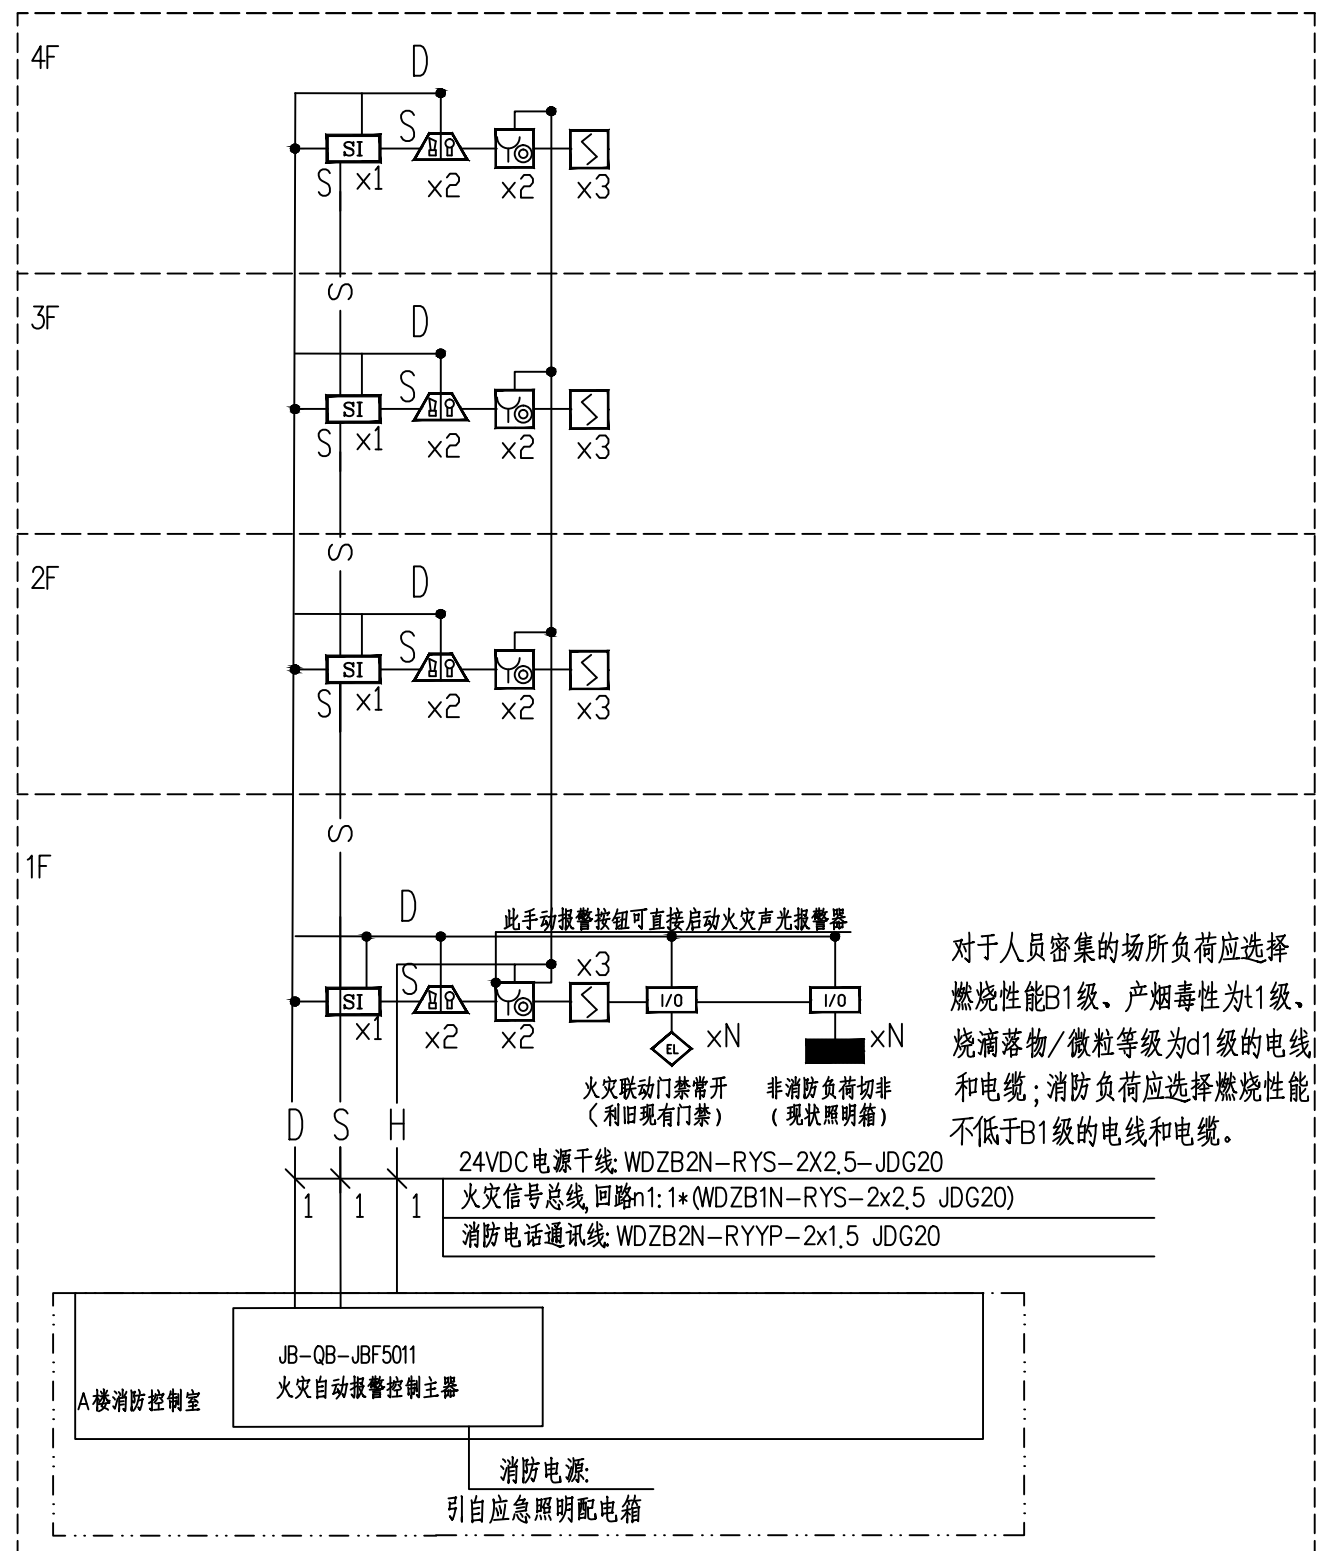 4F
D
S
SI
S
x1
x2
x2
x3
S
3F
D
S
SI
S
x1
x2
x2
x3
S
2F
D
S
SI
S
x1
x2
x2
x3
S
1F
D
此手动报警按钮可直接启动火灾声光报警器
S
x3
SI
I/O
I/O
x1
x2
x2
EL
xN
xN
火灾联动门禁常开
(利旧现有门禁)
非消防负荷切非
(现状照明箱)
对于人员密集的场所负荷应选择
燃烧性能B1级、产烟毒性为t1级、
烧滴落物/微粒等级为d1级的电线
和电缆;消防负荷应选择燃烧性能
不低于B1级的电线和电缆。
D
S
H
24VDC电源干线:WDZB2N-RYS-2X2.5-JDG20
1
1
1
火灾信号总线,回路n1:1*(WDZB1N-RYS-2x2.5 JDG20)
消防电话通讯线:WDZB2N-RYYP-2x1.5 JDG20
JB-QB-JBF5011
火灾自动报警控制主器
A楼消防控制室
消防电源:
引自应急照明配电箱